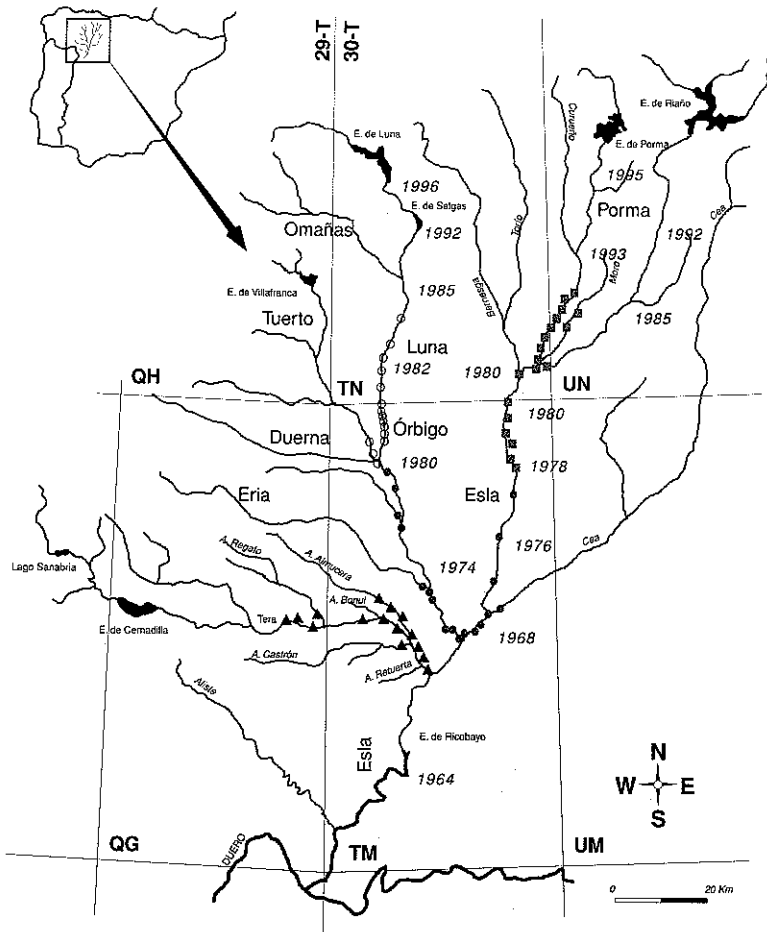 29-T
30-T
E. de Riaño
Curueño
E. de Luna
E. de Porma
1995
1996
Porma
Cea
E. de Selgas
Omañas
1992
1992
Torío
1993
Moro
E. de Villafranca
Bernesga
1985
Tuerto
1985
Luna
1982
1980
QH
TN
UN
1980
Duerna
Órbigo
1980
1978
Eria
Esla
1976
A. Regato
A. Almucera
1974
Cea
Lago Sanabria
A. Bonul
E. de Cernadilla
Tera
1968
A. Castrón
A. Retuerta
Aliste
Esla
E. de Ricobayo
N
1964
W
E
S
QG
TM
UM
DUERO
0
20 Km